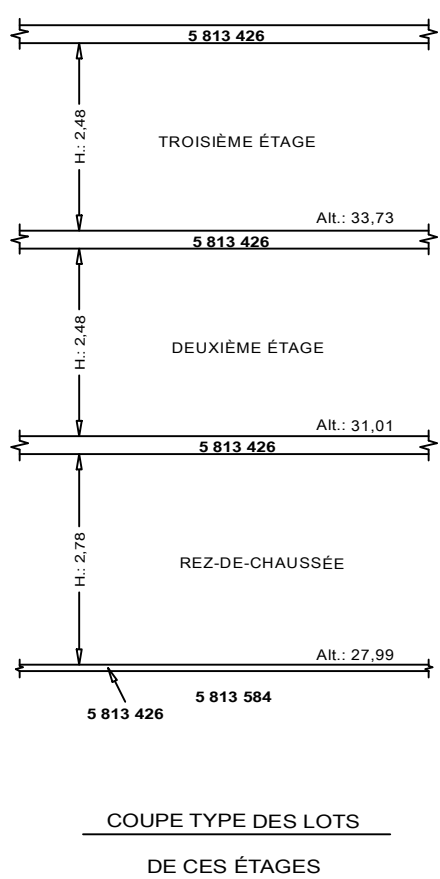 5 813 426
H.: 2,48
TROISIÈME ÉTAGE
Alt.: 33,73
5 813 426
H.: 2,48
DEUXIÈME ÉTAGE
Alt.: 31,01
5 813 426
H.: 2,78
REZ-DE-CHAUSSÉE
Alt.: 27,99
5 813 584
5 813 426
COUPE TYPE DES LOTS
DE CES ÉTAGES